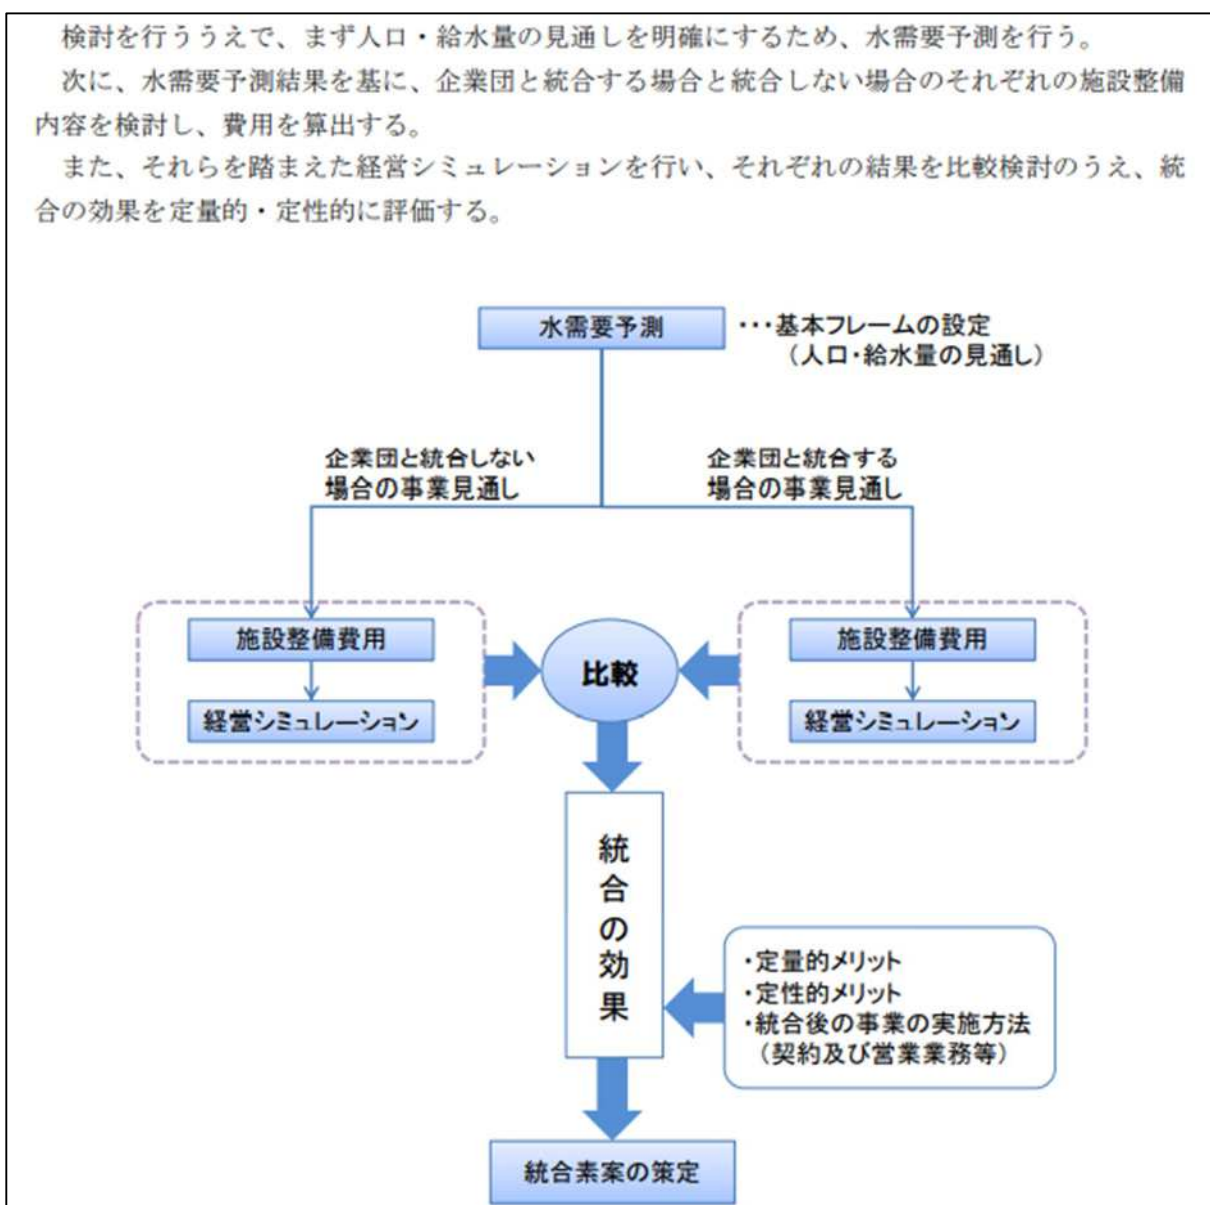 検討を行ううえで、まず人口・給水量の見通しを明確にするため、水需要予測を行う。
次に、水需要予測結果を基に、企業団と統合する場合と統合しない場合のそれぞれの施設整備
内容を検討し、費用を算出する。
また、それらを踏まえた経営シミュレーションを行い、それぞれの結果を比較検討のうえ、統
合の効果を定量的・定性的に評価する。
水需要予測
・・・基本フレームの設定
（人口・給水量の見通し）
企業団と統合しない
場合の事業見通し
企業団と統合する
場合の事業見通し
施設整備費用
経営シミュレーション
比較
施設整備費用
経営シミュレーション
統合の効果
・定量的メリット
・定性的メリット
・統合後の事業の実施方法
（契約及び営業業務等）
統合素案の策定